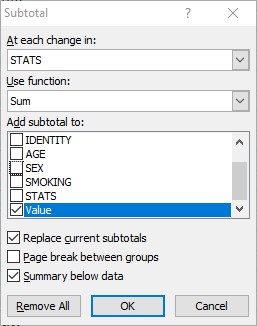 Subtotal
?
At each change in:
STATS
Use function:
Sum
Add subtotal to:
IDENTITY
AGE
SEX
SMOKING
STATS
Value
Replace current subtotals
Page break between groups
Summary below data
Remove All
OK
Cancel